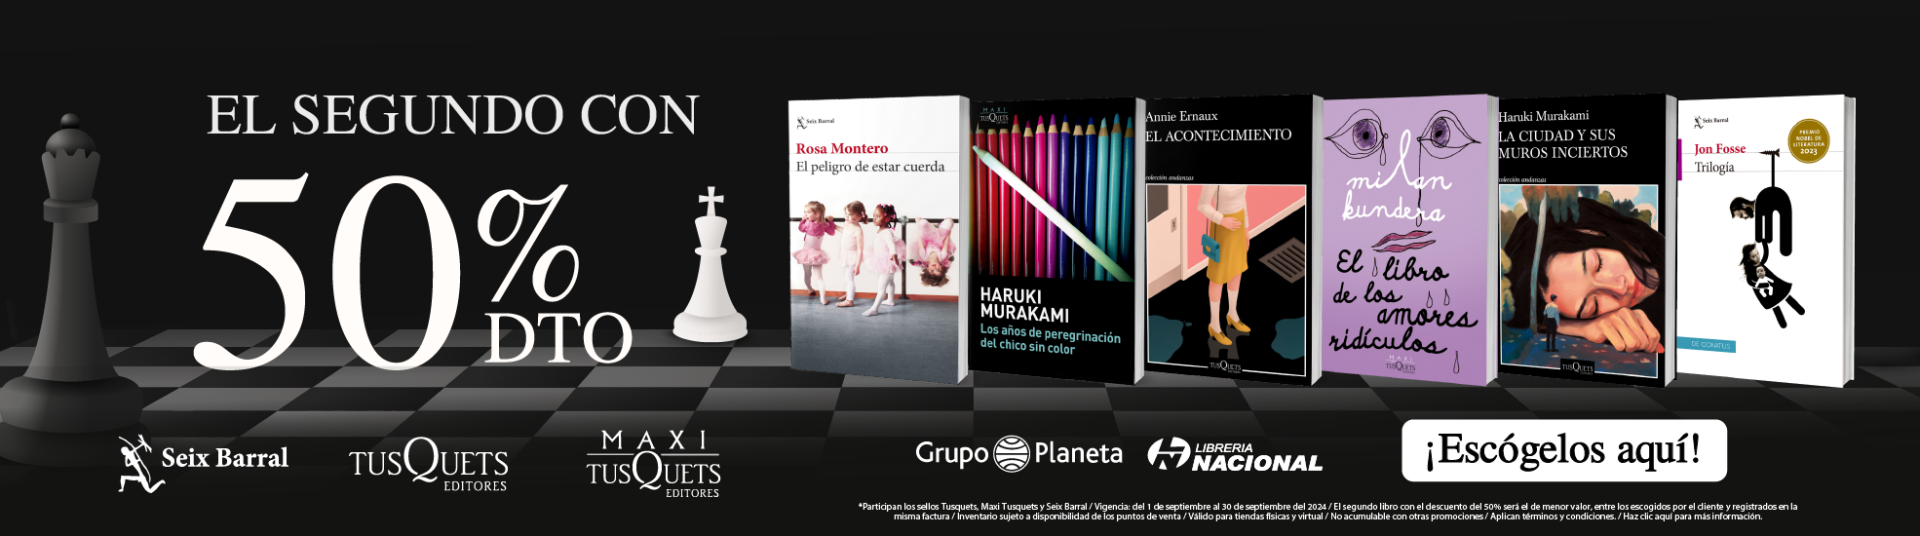 EL SEGUNDO CON
50%
DTO
Seix Barral
Rosa Montero
El peligro de estar cuerda
MAXI
TUSQUETS
HARUKI
MURAKAMI
Los años de peregrinación
del chico sin color
Annie Ernaux
EL ACONTECIMIENTO
colección andanzas
TUSQUETS
EDITORES
milan
kundera
El libro
de los
amores
ridículos
MAXI
TUSQUETS
Haruki Murakami
LA CIUDAD Y SUS
MUROS INCIERTOS
colección andanzas
TUSQUETS
EDITORES
Seix Barral
PREMIO
NOBEL DE
LITERATURA
2023
Jon Fosse
Trilogía
DE CONATUS
Seix Barral
TUSQUETS
EDITORES
MAXI
TUSQUETS
EDITORES
Grupo Planeta
LIBRERIA
NACIONAL
¡Escógelos aquí!
*Participan los sellos Tusquets, Maxi Tusquets y Seix Barral / Vigencia: del 1 de septiembre al 30 de septiembre del 2024 / El segundo libro con el descuento del 50% será el de menor valor, entre los escogidos por el cliente y registrados en la
misma factura / Inventario sujeto a disponibilidad de los puntos de venta / Válido para tiendas físicas y virtual / No acumulable con otras promociones / Aplican términos y condiciones. / Haz clic aquí para más información.